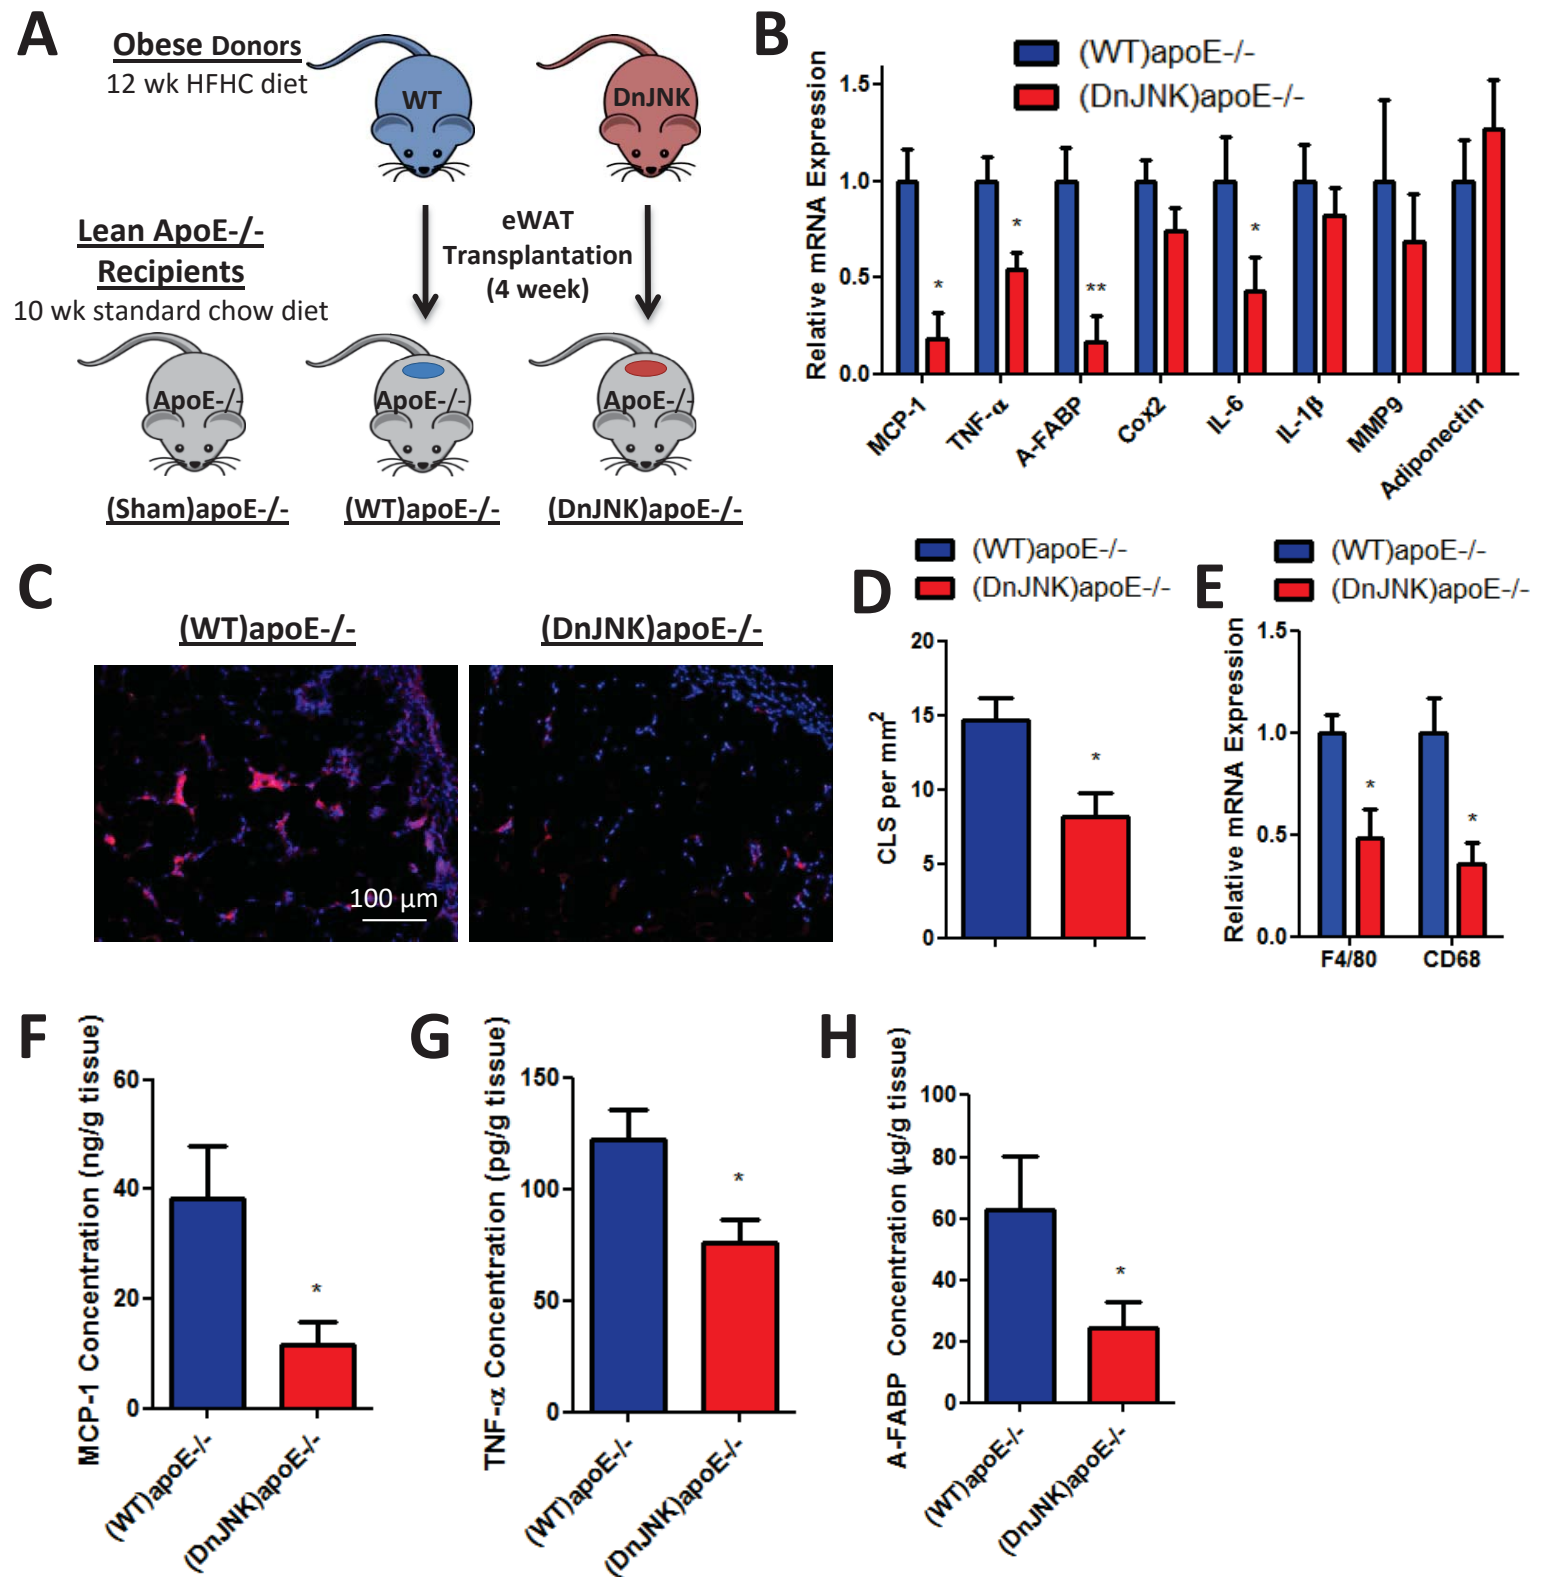 A
Obese Donors
12 wk HFHC diet
WT
DnJNK
Lean ApoE-/-
Recipients
10 wk standard chow diet
eWAT
Transplantation
(4 week)
ApoE-/-
ApoE-/-
ApoE-/-
(Sham)apoE-/-
(WT)apoE-/-
(DnJNK)apoE-/-
B
(WT)apoE-/-
(DnJNK)apoE-/-
Relative mRNA Expression
1.5
1.0
0.5
0.0
*
*
**
*
MCP-1
TNF-α
A-FABP
Cox2
IL-6
IL-1β
MMP9
Adiponectin
C
(WT)apoE-/-
(DnJNK)apoE-/-
100 μm
D
(WT)apoE-/-
(DnJNK)apoE-/-
CLS per mm²
20
15
10
5
0
*
E
(WT)apoE-/-
(DnJNK)apoE-/-
Relative mRNA Expression
1.5
1.0
0.5
0.0
*
*
F4/80
CD68
F
MCP-1 Concentration (ng/g tissue)
60
40
20
0
*
(WT)apoE-/-
(DnJNK)apoE-/-
G
TNF-α Concentration (pg/g tissue)
150
100
50
0
*
(WT)apoE-/-
(DnJNK)apoE-/-
H
A-FABP Concentration (μg/g tissue)
100
80
60
40
20
0
*
(WT)apoE-/-
(DnJNK)apoE-/-